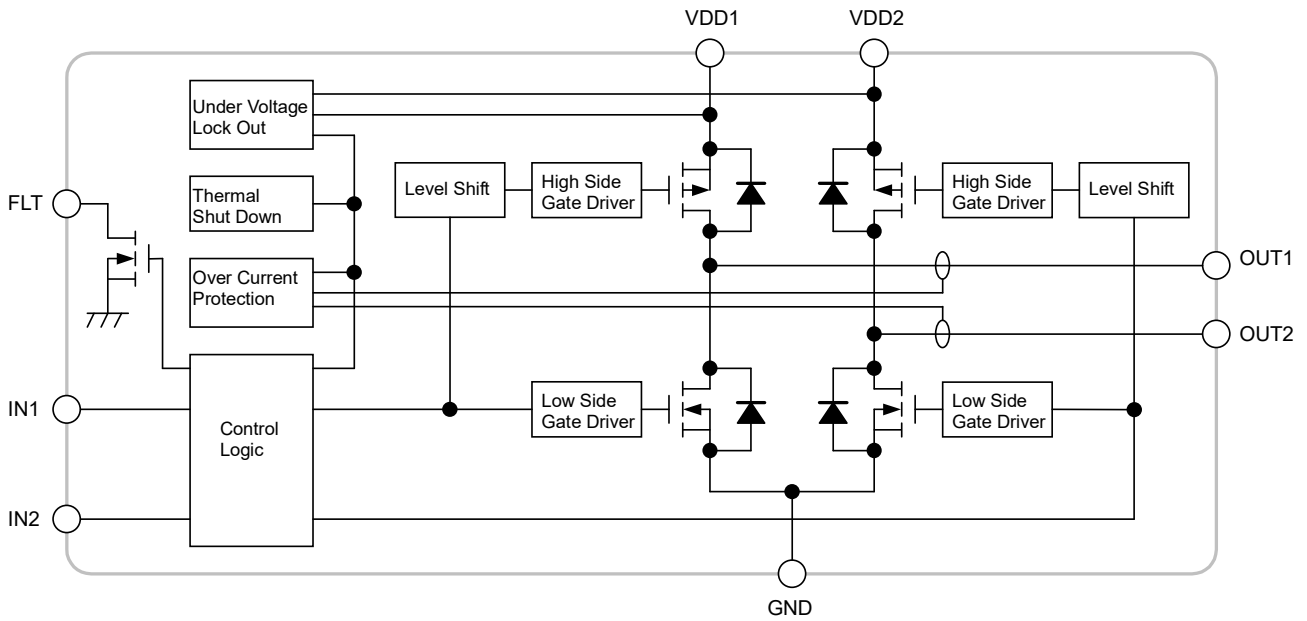 VDD1
VDD2
Under Voltage
Lock Out
Thermal
Shut Down
Over Current
Protection
Level Shift
High Side
Gate Driver
High Side
Gate Driver
Level Shift
FLT
OUT1
OUT2
IN1
IN2
Control
Logic
Low Side
Gate Driver
Low Side
Gate Driver
GND